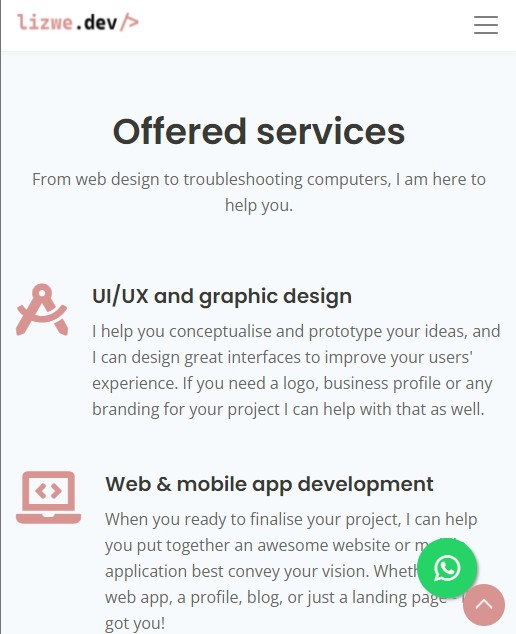 lizwe.dev/>
Offered services
From web design to troubleshooting computers, I am here to
help you.
UI/UX and graphic design
I help you conceptualise and prototype your ideas, and
I can design great interfaces to improve your users'
experience. If you need a logo, business profile or any
branding for your project I can help with that as well.
Web & mobile app development
When you ready to finalise your project, I can help
you put together an awesome website or
application best convey your vision.
web app, a profile, blog, or just a landing page
got you!